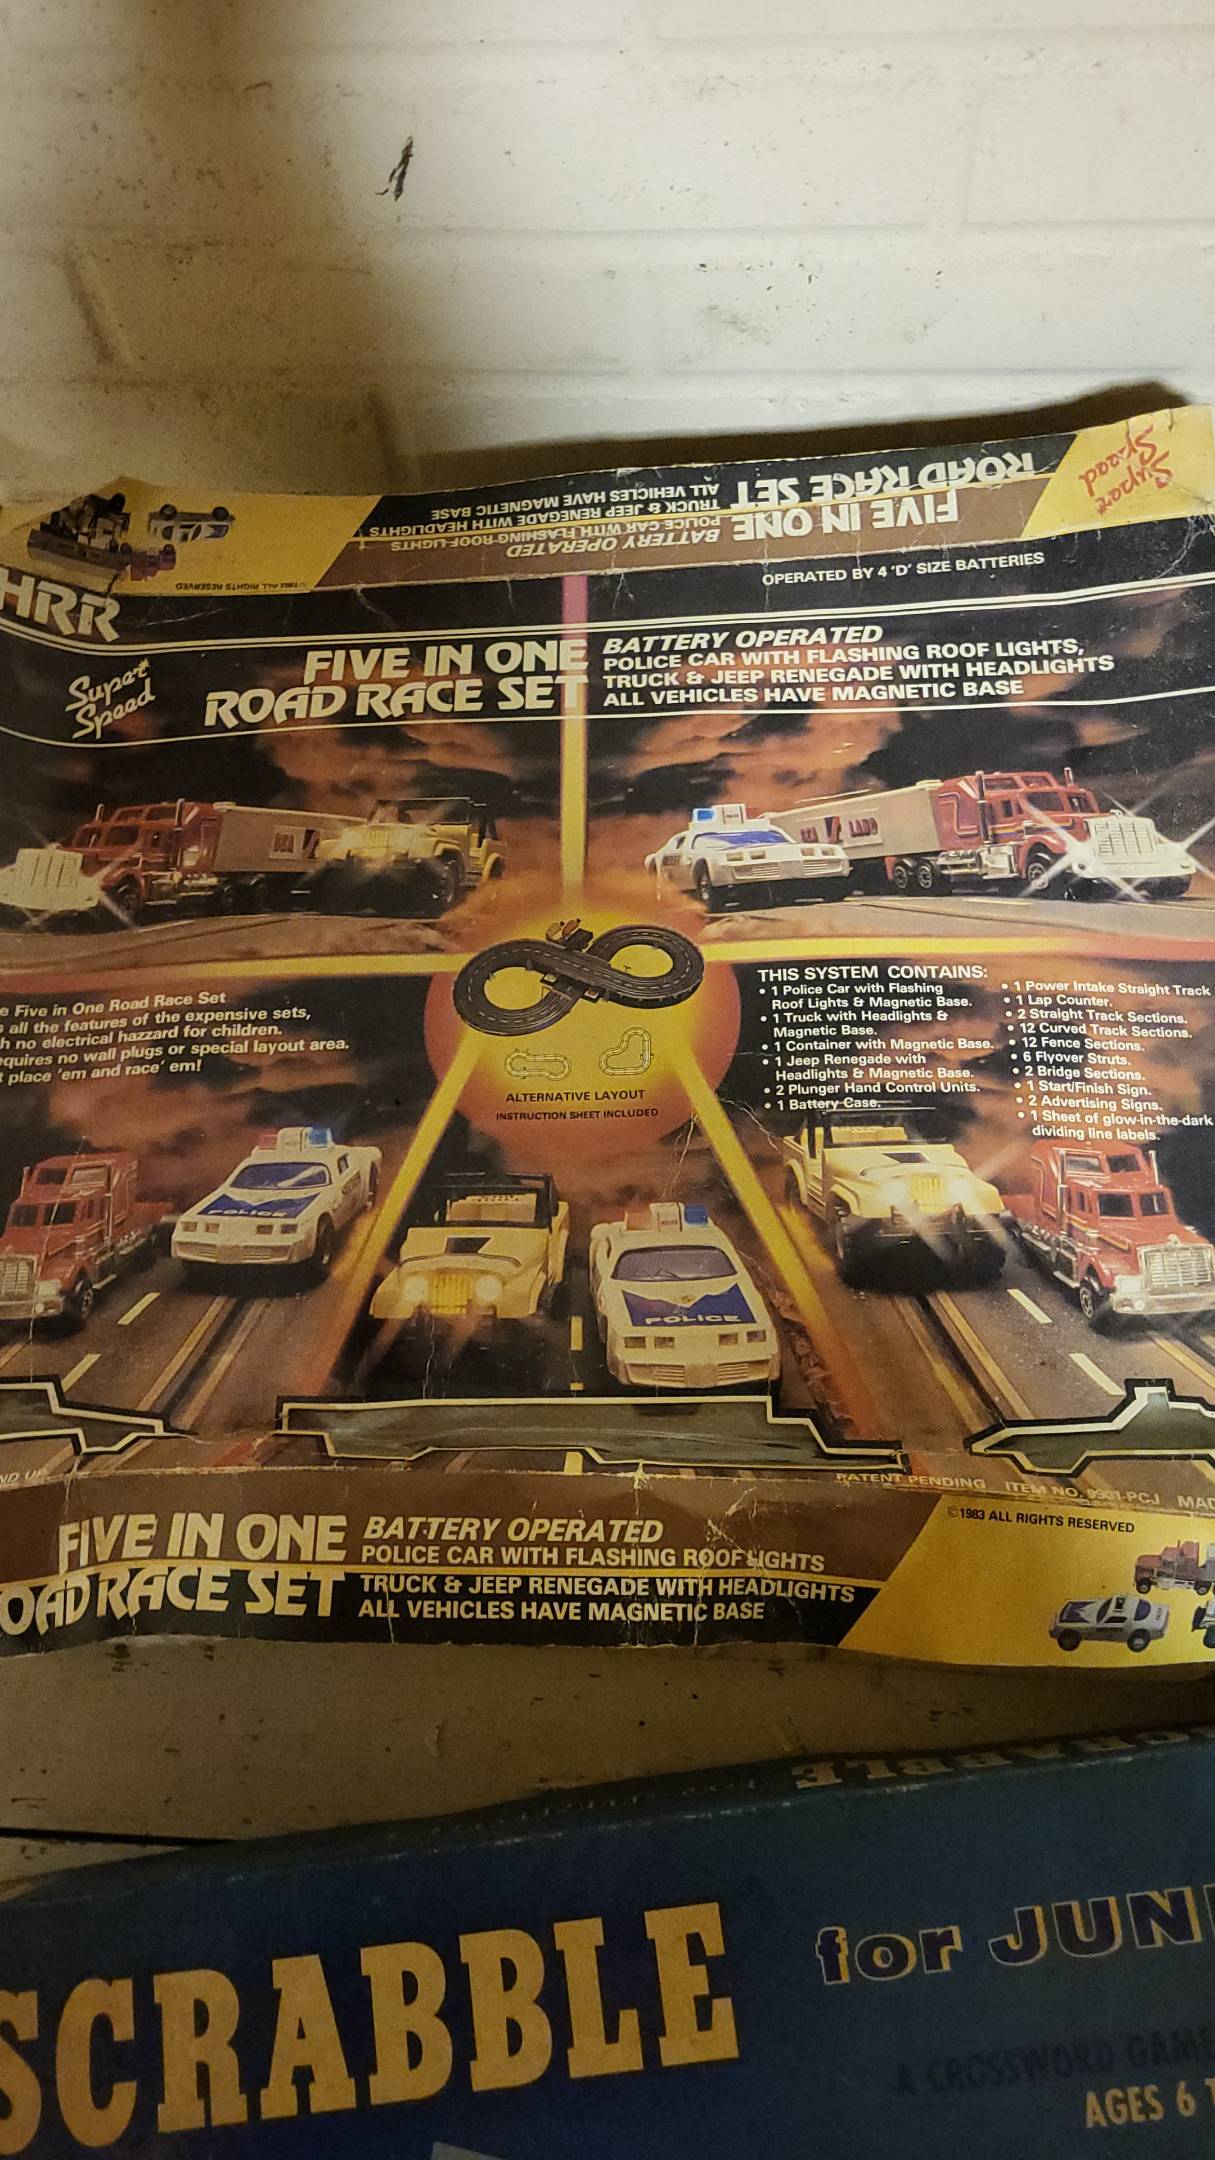 Super Speed
FIVE IN ONE
ROAD RACE SET
BATTERY OPERATED
POLICE CAR WITH FLASHING ROOF LIGHTS
TRUCK & JEEP RENEGADE WITH HEADLIGHTS
ALL VEHICLES HAVE MAGNETIC BASE
ALL RIGHTS RESERVED
OPERATED BY 4 'D' SIZE BATTERIES
HRR
Super
Speed
FIVE IN ONE
ROAD RACE SET
BATTERY OPERATED
POLICE CAR WITH FLASHING ROOF LIGHTS,
TRUCK & JEEP RENEGADE WITH HEADLIGHTS
ALL VEHICLES HAVE MAGNETIC BASE
LAND
e Five in One Road Race Set
all the features of the expensive sets,
h no electrical hazzard for children.
equires no wall plugs or special layout area.
place 'em and race' em!
ALTERNATIVE LAYOUT
INSTRUCTION SHEET INCLUDED
THIS SYSTEM CONTAINS:
• 1 Police Car with Flashing
Roof Lights & Magnetic Base.
• 1 Truck with Headlights &
Magnetic Base.
• 1 Container with Magnetic Base.
• 1 Jeep Renegade with
Headlights & Magnetic Base.
• 2 Plunger Hand Control Units.
• 1 Battery Case.
• 1 Power Intake Straight Track
• 1 Lap Counter.
• 2 Straight Track Sections.
• 12 Curved Track Sections.
• 12 Fence Sections.
• 6 Flyover Struts.
• 2 Bridge Sections.
• 1 Start/Finish Sign.
• 2 Advertising Signs.
• 1 Sheet of glow-in-the-dark
dividing line labels.
POLICE
POLICE
PATENT PENDING ITEM NO. 9901-PCJ MAD
FIVE IN ONE
OAD RACE SET
BATTERY OPERATED
POLICE CAR WITH FLASHING ROOF LIGHTS
TRUCK & JEEP RENEGADE WITH HEADLIGHTS
ALL VEHICLES HAVE MAGNETIC BASE
©1983 ALL RIGHTS RESERVED
SCRABBLE
SCRABBLE for JUNI
A CROSSWORD GAME
AGES 6 T